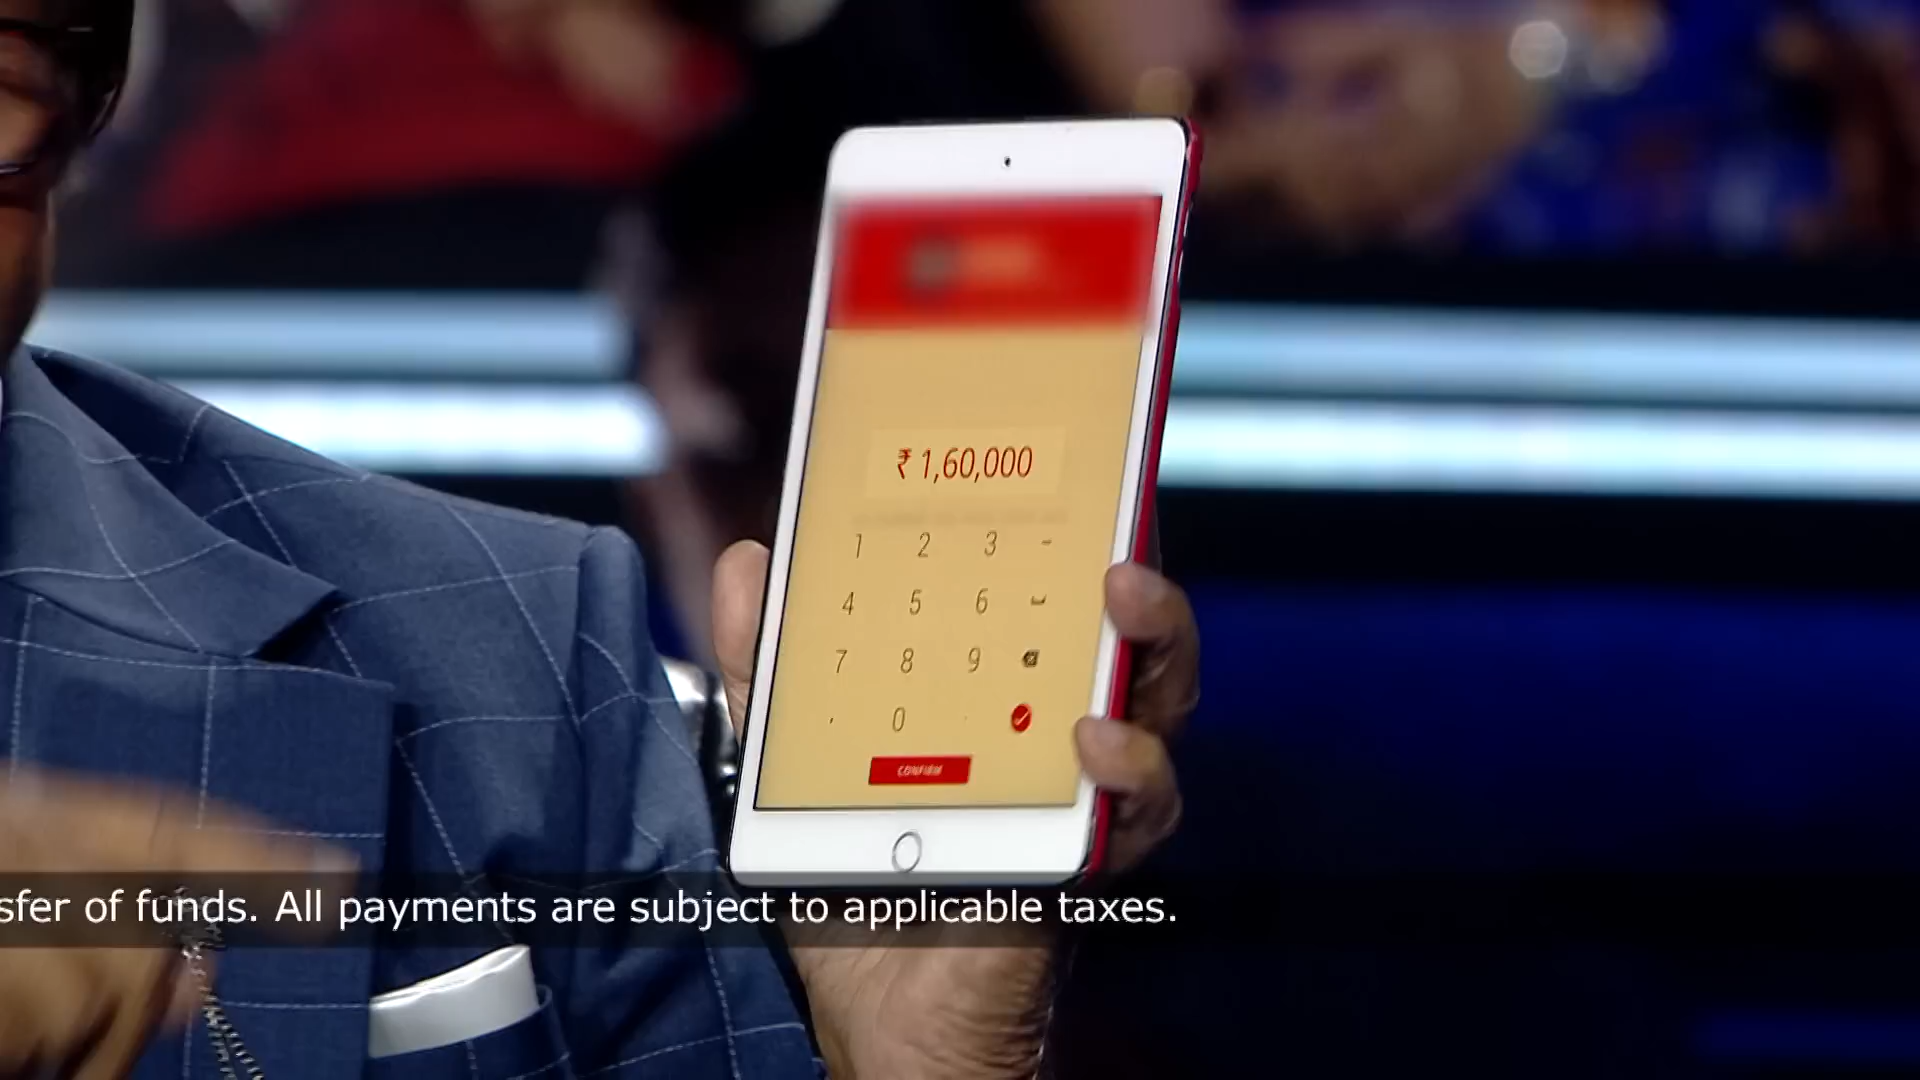 ₹ 1,60,000
1 2 3 -
4 5 6
7 8 9
, 0 .
CONFIRM
sfer of funds. All payments are subject to applicable taxes.